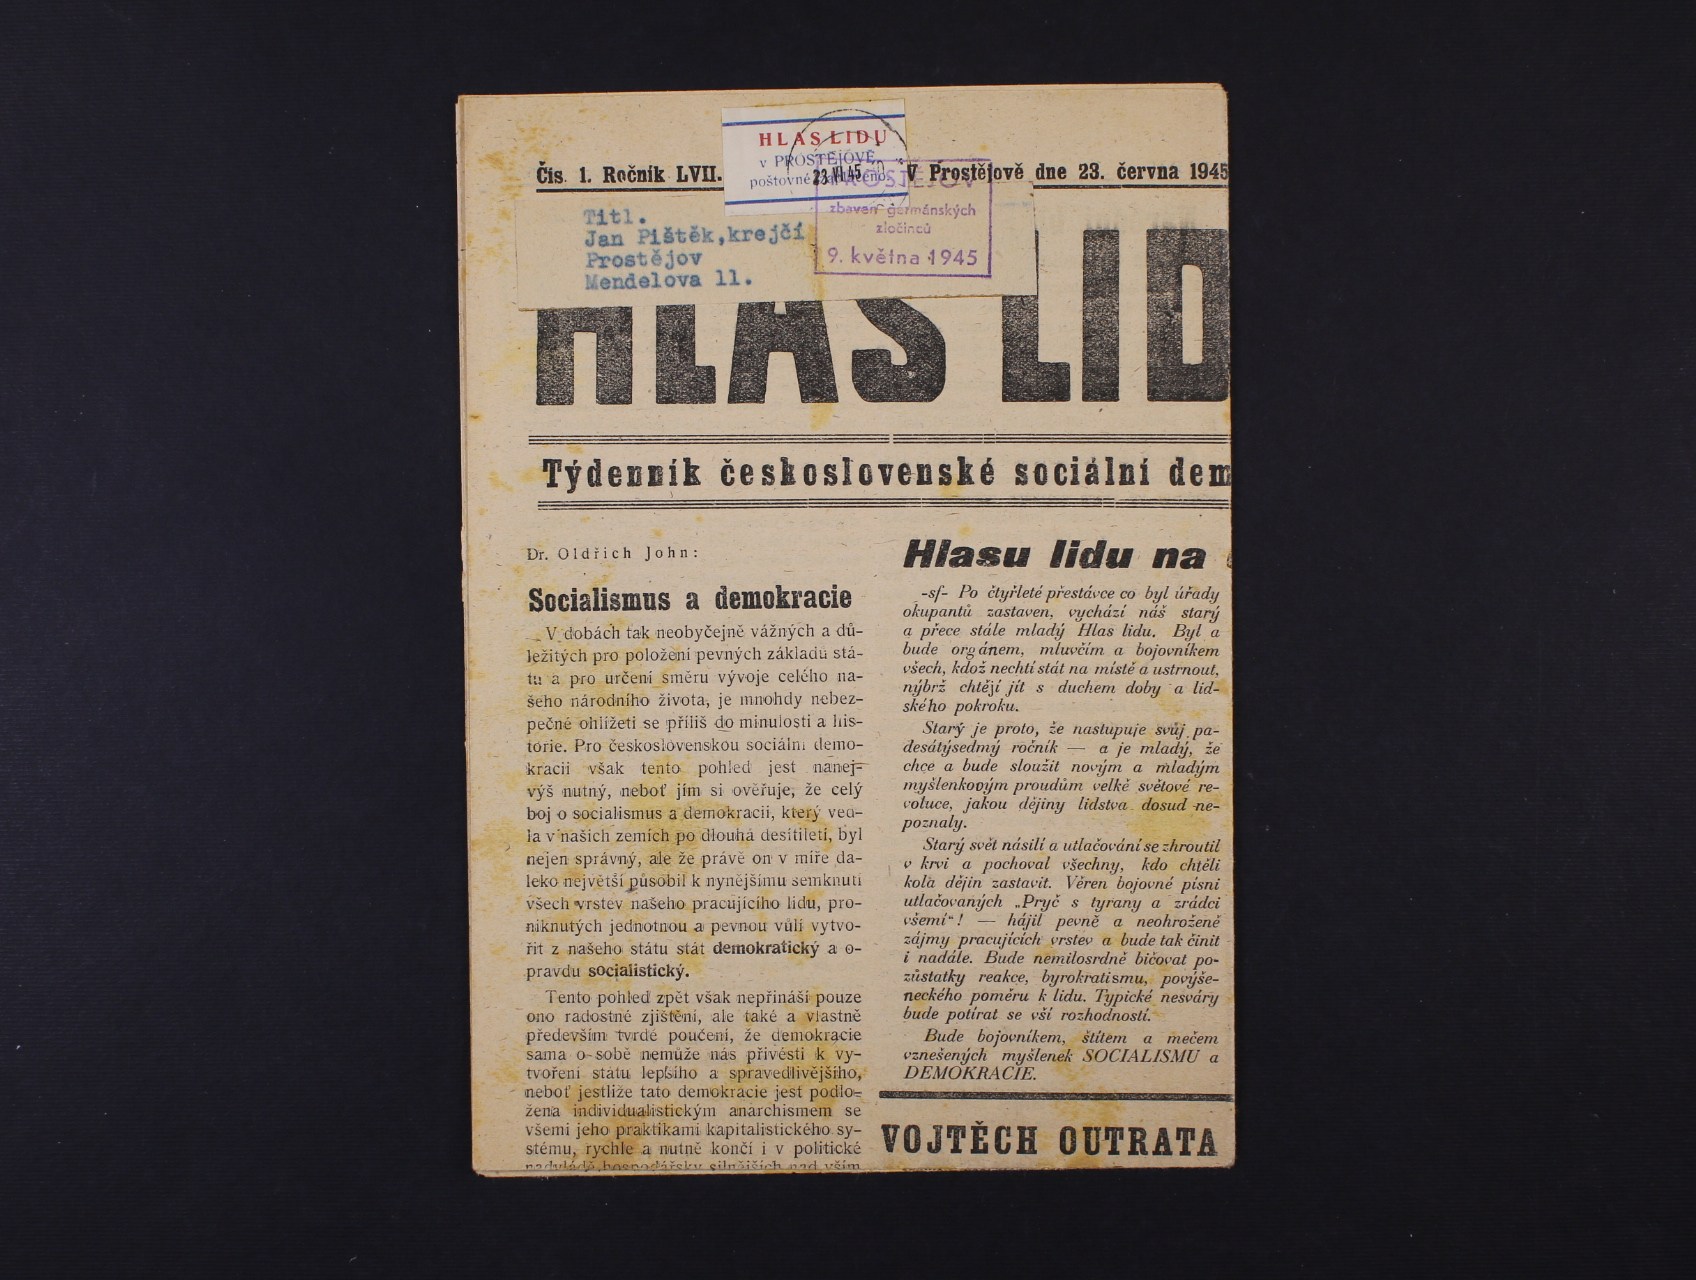 HLAS LIDU
v PROSTĚJOVĚ
poštovné zaplaceno
23 VI 45
Čís. 1. Ročník LVII.
V Prostějově dne 23. června 1945
PROSTĚJOV
zbaven germánských
zločinců
9. května 1945
Titl.
Jan Pištěk,krejčí
Prostějov
Mendelova 11.
HLAS LID
Týdenník československé sociální dem
Dr. Oldřich John:
Socialismus a demokracie
V dobách tak neobyčejně vážných a dů-
ležitých pro položení pevných základů stá-
tu a pro určení směru vývoje celého na-
šeho národního života, je mnohdy nebez-
pečné ohlížeti se příliš do minulosti a his-
torie. Pro československou sociální demo-
kracii však tento pohled jest nanej-
výš nutný, neboť jím si ověřuje, že celý
boj o socialismus a demokracii, který ved-
la v našich zemích po dlouhá desítiletí, byl
nejen správný, ale že právě on v míře da-
leko největší působil k nynějšímu semknutí
všech vrstev našeho pracujícího lidu, pro-
niknutých jednotnou a pevnou vůlí vytvo-
řit z našeho státu stát demokratický a o-
pravdu socialistický.
Tento pohled zpět však nepřináší pouze
ono radostné zjištění, ale také a vlastně
především tvrdé poučení, že demokracie
sama o sobě nemůže nás přivésti k vy-
tvoření státu lepšího a spravedlivějšího,
neboť jestliže tato demokracie jest podlo-
žena individualistickým anarchismem se
všemi jeho praktikami kapitalistického sy-
stému, rychle a nutně končí i v politické
nadvládě hospodářsky silnějších nad vším
Hlasu lidu na
-sf- Po čtyřleté přestávce co byl úřady
okupantů zastaven, vychází náš starý
a přece stále mladý Hlas lidu. Byl a
bude orgánem, mluvčím a bojovníkem
všech, kdož nechtí stát na místě a ustrnout,
nýbrž chtějí jít s duchem doby a lid-
ského pokroku.
Starý je proto, že nastupuje svůj pa-
desátýsedmý ročník — a je mladý, že
chce a bude sloužit novým a mladým
myšlenkovým proudům velké světové re-
voluce, jakou dějiny lidstva dosud ne-
poznaly.
Starý svět násilí a utlačování se zhroutil
v krvi a pochoval všechny, kdo chtěli
kola dějin zastavit. Věren bojovné písni
utlačovaných „Pryč s tyrany a zrádci
všemi“! — hájil pevně a neohroženě
zájmy pracujících vrstev a bude tak činit
i nadále. Bude nemilosrdně bičovat po-
zůstatky reakce, byrokratismu, povýše-
neckého poměru k lidu. Typické nesváry
bude potírat se vší rozhodností.
Bude bojovníkem, štítem a mečem
vznešených myšlenek SOCIALISMU a
DEMOKRACIE.
VOJTĚCH OUTRATA